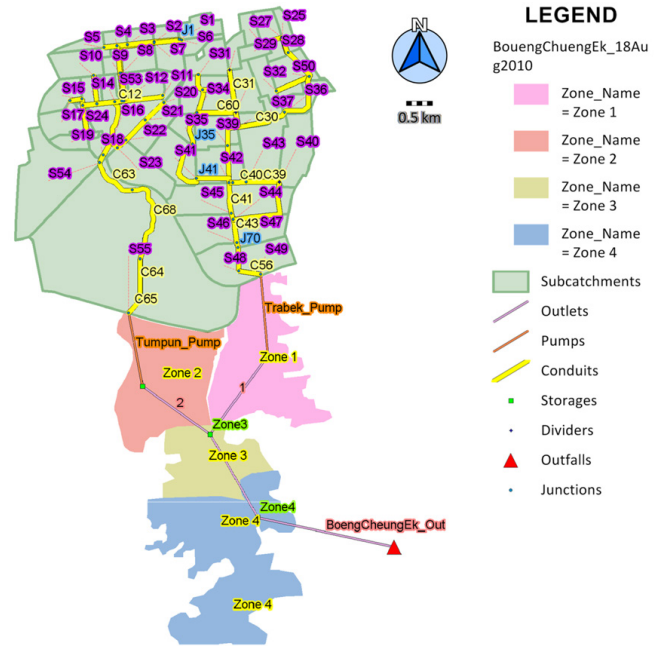 S25
S27
S1
S2
S3
S4
S5
J1
S6
S7
S8
S9
S10
S29
S28
S31
S32
S50
S36
S37
S11
S12
S53
S14
S15
C12
C31
S34
S20
S21
C60
C30
S16
S17
S24
S35
S39
S22
S19
S18
J35
S43
S40
S42
S41
S23
S54
C63
J41
C40
C39
S45
S44
C41
C68
S46
C43
S47
J70
S55
S48
S49
C64
C56
C65
Trabek_Pump
Tumpun_Pump
Zone 1
Zone 2
1
2
Zone3
Zone 3
Zone4
Zone 4
BoengCheungEk_Out
Zone 4
N
0.5 km
LEGEND
BouengChuengEk_18Au
g2010
Zone_Name
= Zone 1
Zone_Name
= Zone 2
Zone_Name
= Zone 3
Zone_Name
= Zone 4
Subcatchments
Outlets
Pumps
Conduits
Storages
Dividers
Outfalls
Junctions